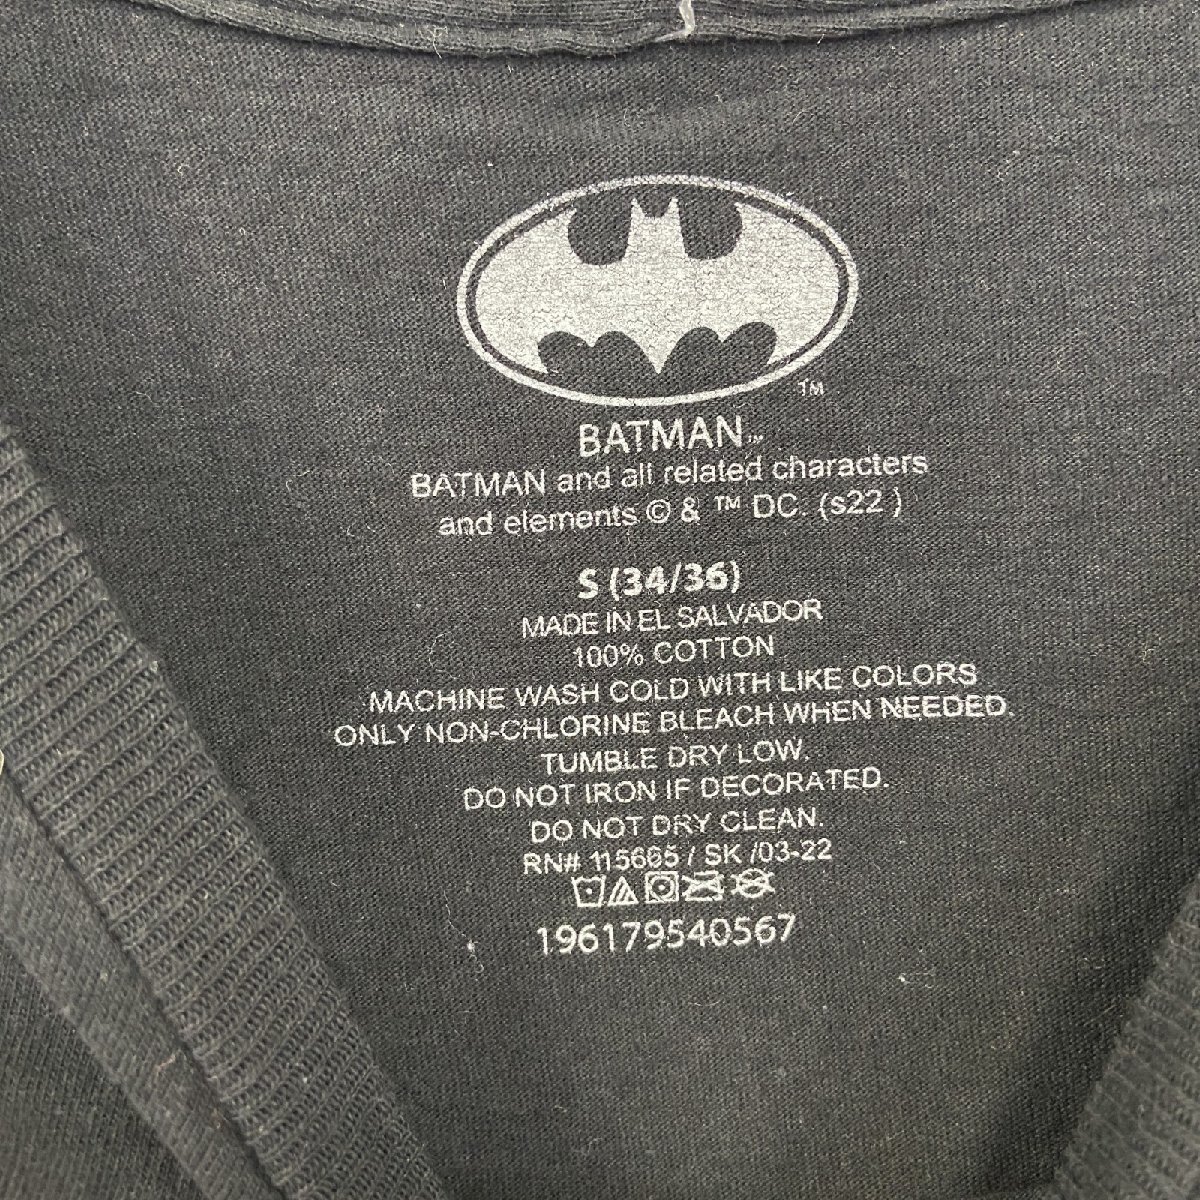 TM
BATMAN™
BATMAN and all related characters
and elements © & ™ DC. (s22 )
S (34/36)
MADE IN EL SALVADOR
100% COTTON
MACHINE WASH COLD WITH LIKE COLORS
ONLY NON-CHLORINE BLEACH WHEN NEEDED.
TUMBLE DRY LOW.
DO NOT IRON IF DECORATED.
DO NOT DRY CLEAN.
RN# 115665 / SK /03-22
196179540567